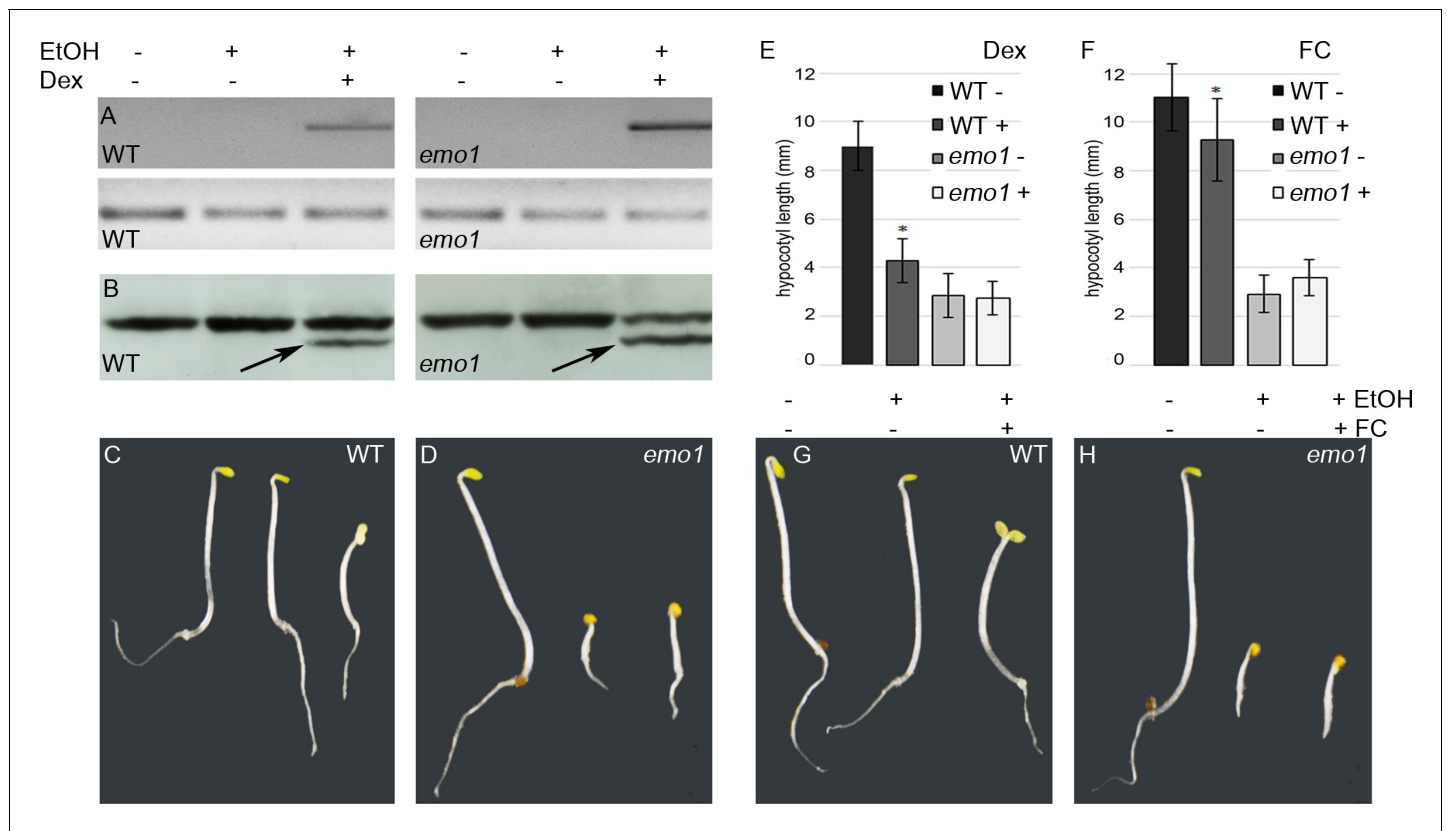 EtOH - + + - + +
Dex - - + - - +
A
WT
emo1
WT
emo1
B
WT
emo1
E Dex
hypocotyl length (mm)
12
10
8
6
4
2
0
WT -
WT +
emo1 -
emo1 +
*
F FC
hypocotyl length (mm)
12
10
8
6
4
2
0
WT -
WT +
emo1 -
emo1 +
*
- + + - + + EtOH
- - + - - + FC
C WT
D emo1
G WT
H emo1